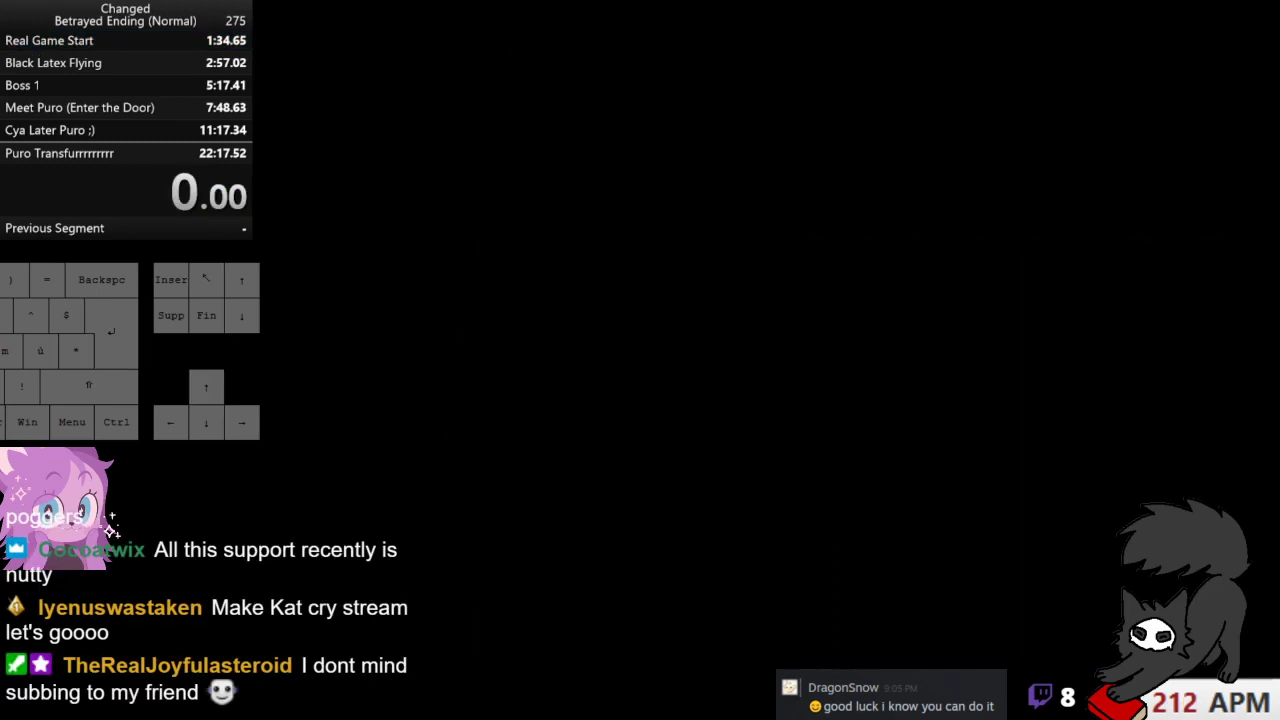 Changed
Betrayed Ending (Normal) 275
Real Game Start 1:34.65
Black Latex Flying 2:57.02
Boss 1 5:17.41
Meet Puro (Enter the Door) 7:48.63
Cya Later Puro ;) 11:17.34
Puro Transfurrrrrrrrr 22:17.52
0.00
Previous Segment -
) = Backspc Inser ↖ ↑
^ $ ↵ Supp Fin ↓
m ù *
! ⇧ ↑
Win Menu Ctrl ← ↓ →
poggers
Cocoatwix All this support recently is
nutty
lyenuswastaken Make Kat cry stream
let's goooo
TheRealJoyfulasteroid I dont mind
subbing to my friend
DragonSnow 9:05 PM
good luck i know you can do it
8
212 APM